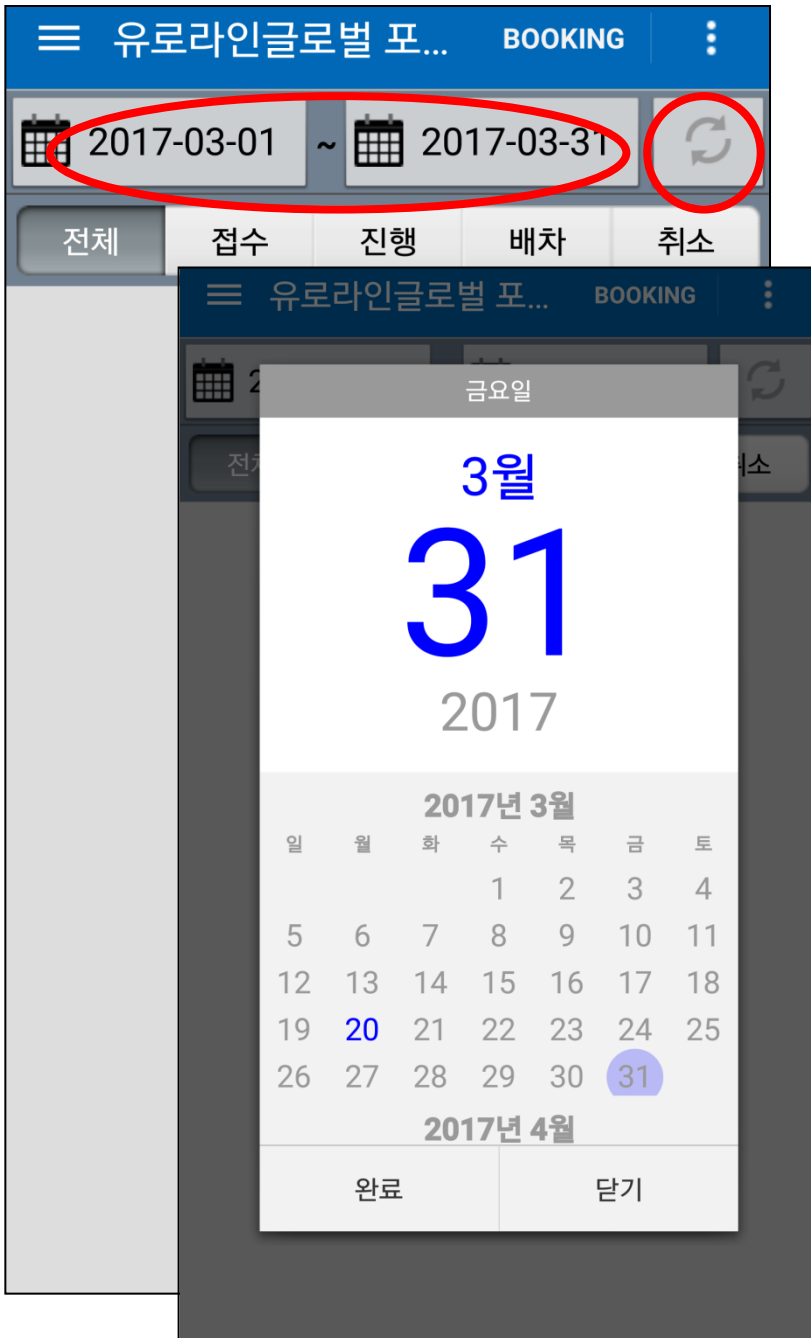 유로라인글로벌 포... BOOKING
2017-03-01 ~ 2017-03-31
전체 접수 진행 배차 취소
유로라인글로벌 포... BOOKING
2
전체 취소
금요일
3월
31
2017
2017년 3월
일 월 화 수 목 금 토
1 2 3 4
5 6 7 8 9 10 11
12 13 14 15 16 17 18
19 20 21 22 23 24 25
26 27 28 29 30 31
2017년 4월
완료 닫기